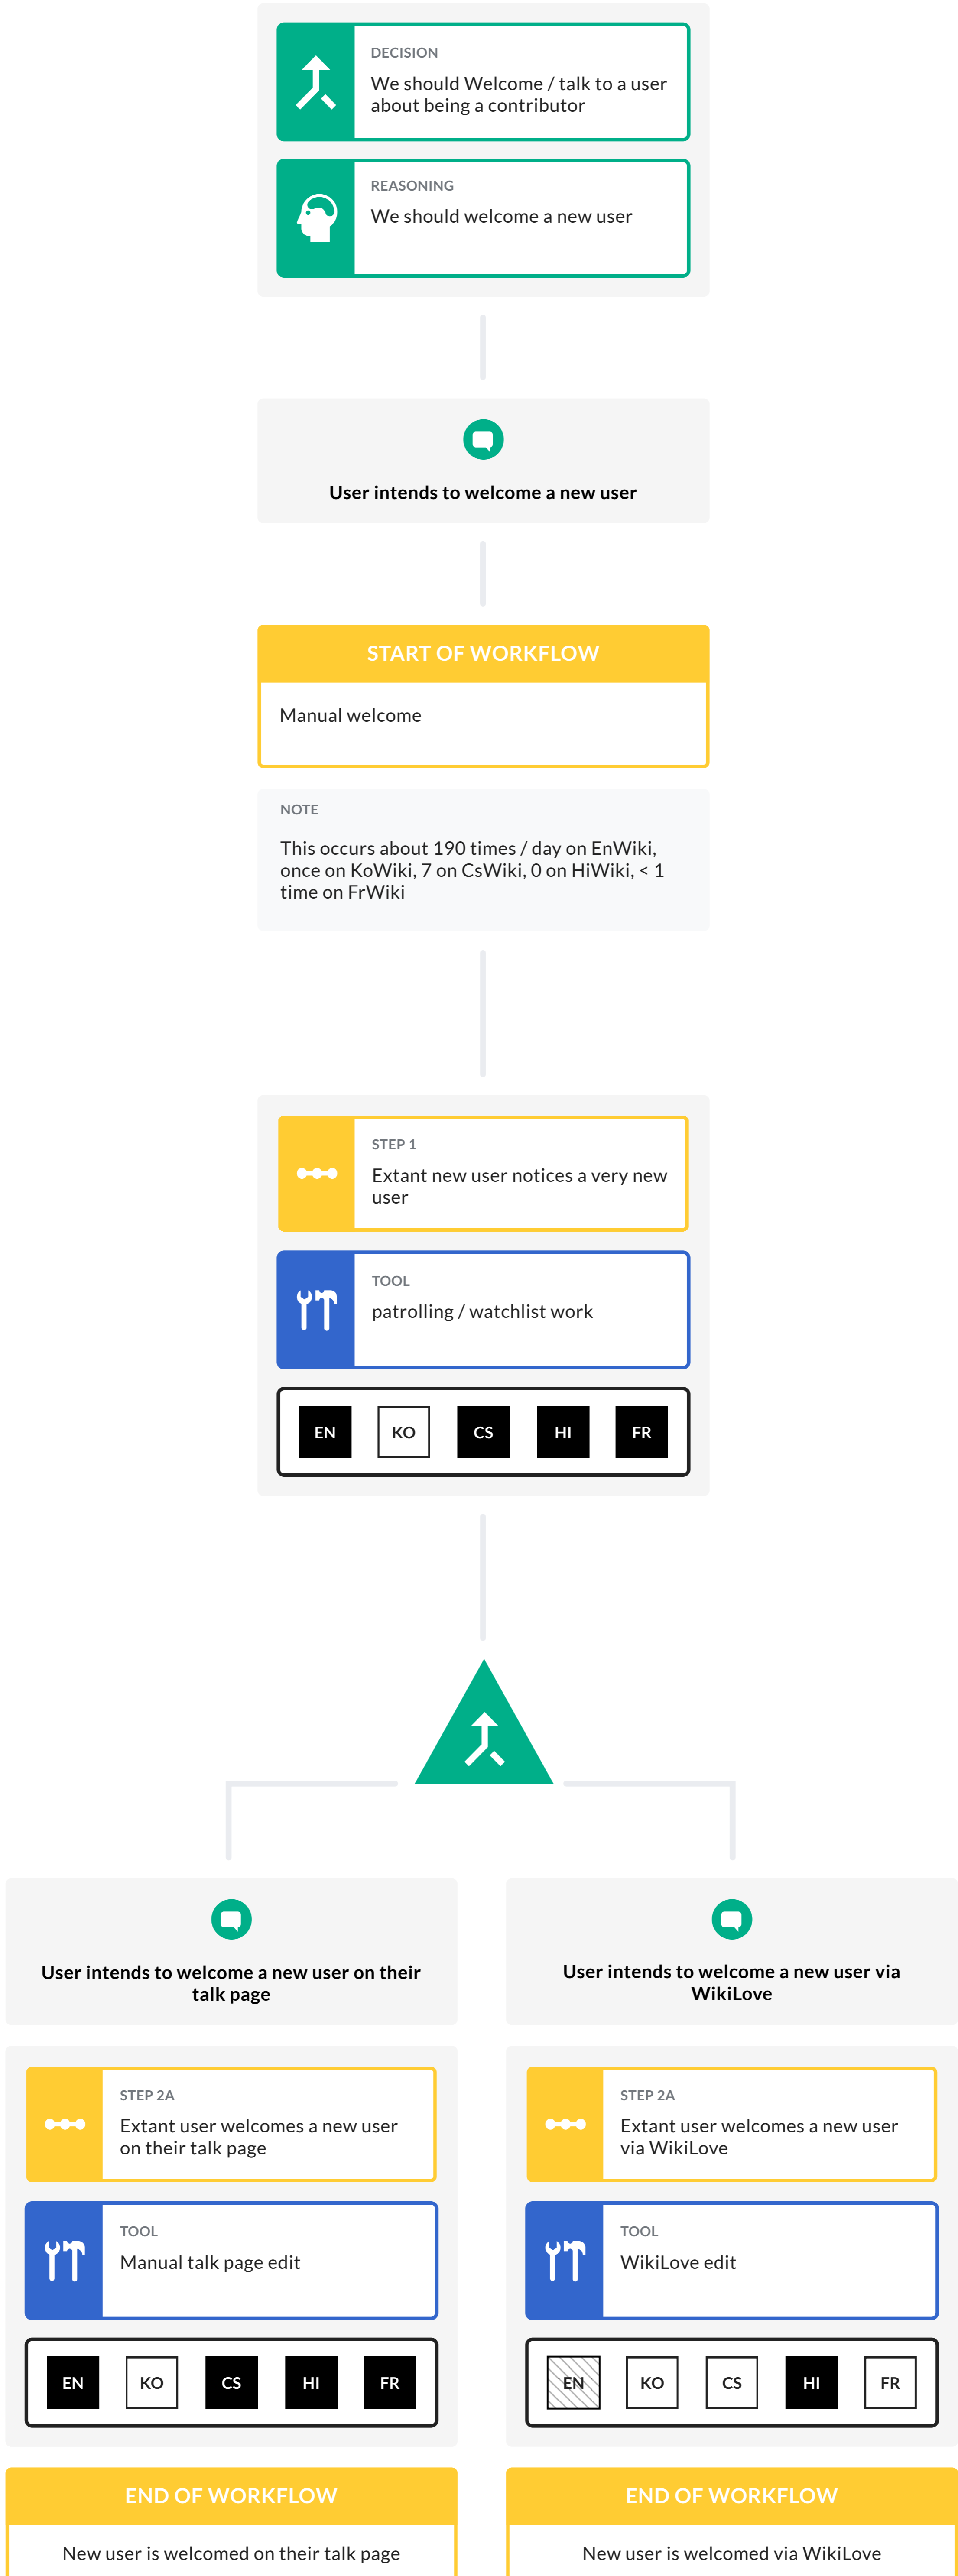 DECISION
We should Welcome / talk to a user
about being a contributor
REASONING
We should welcome a new user
User intends to welcome a new user
START OF WORKFLOW
Manual welcome
NOTE
This occurs about 190 times / day on EnWiki,
once on KoWiki, 7 on CsWiki, 0 on HiWiki, < 1
time on FrWiki
STEP 1
Extant new user notices a very new
user
TOOL
patrolling / watchlist work
EN KO CS HI FR
User intends to welcome a new user on their
talk page
STEP 2A
Extant user welcomes a new user
on their talk page
TOOL
Manual talk page edit
EN KO CS HI FR
END OF WORKFLOW
New user is welcomed on their talk page
User intends to welcome a new user via
WikiLove
STEP 2A
Extant user welcomes a new user
via WikiLove
TOOL
WikiLove edit
EN KO CS HI FR
END OF WORKFLOW
New user is welcomed via WikiLove